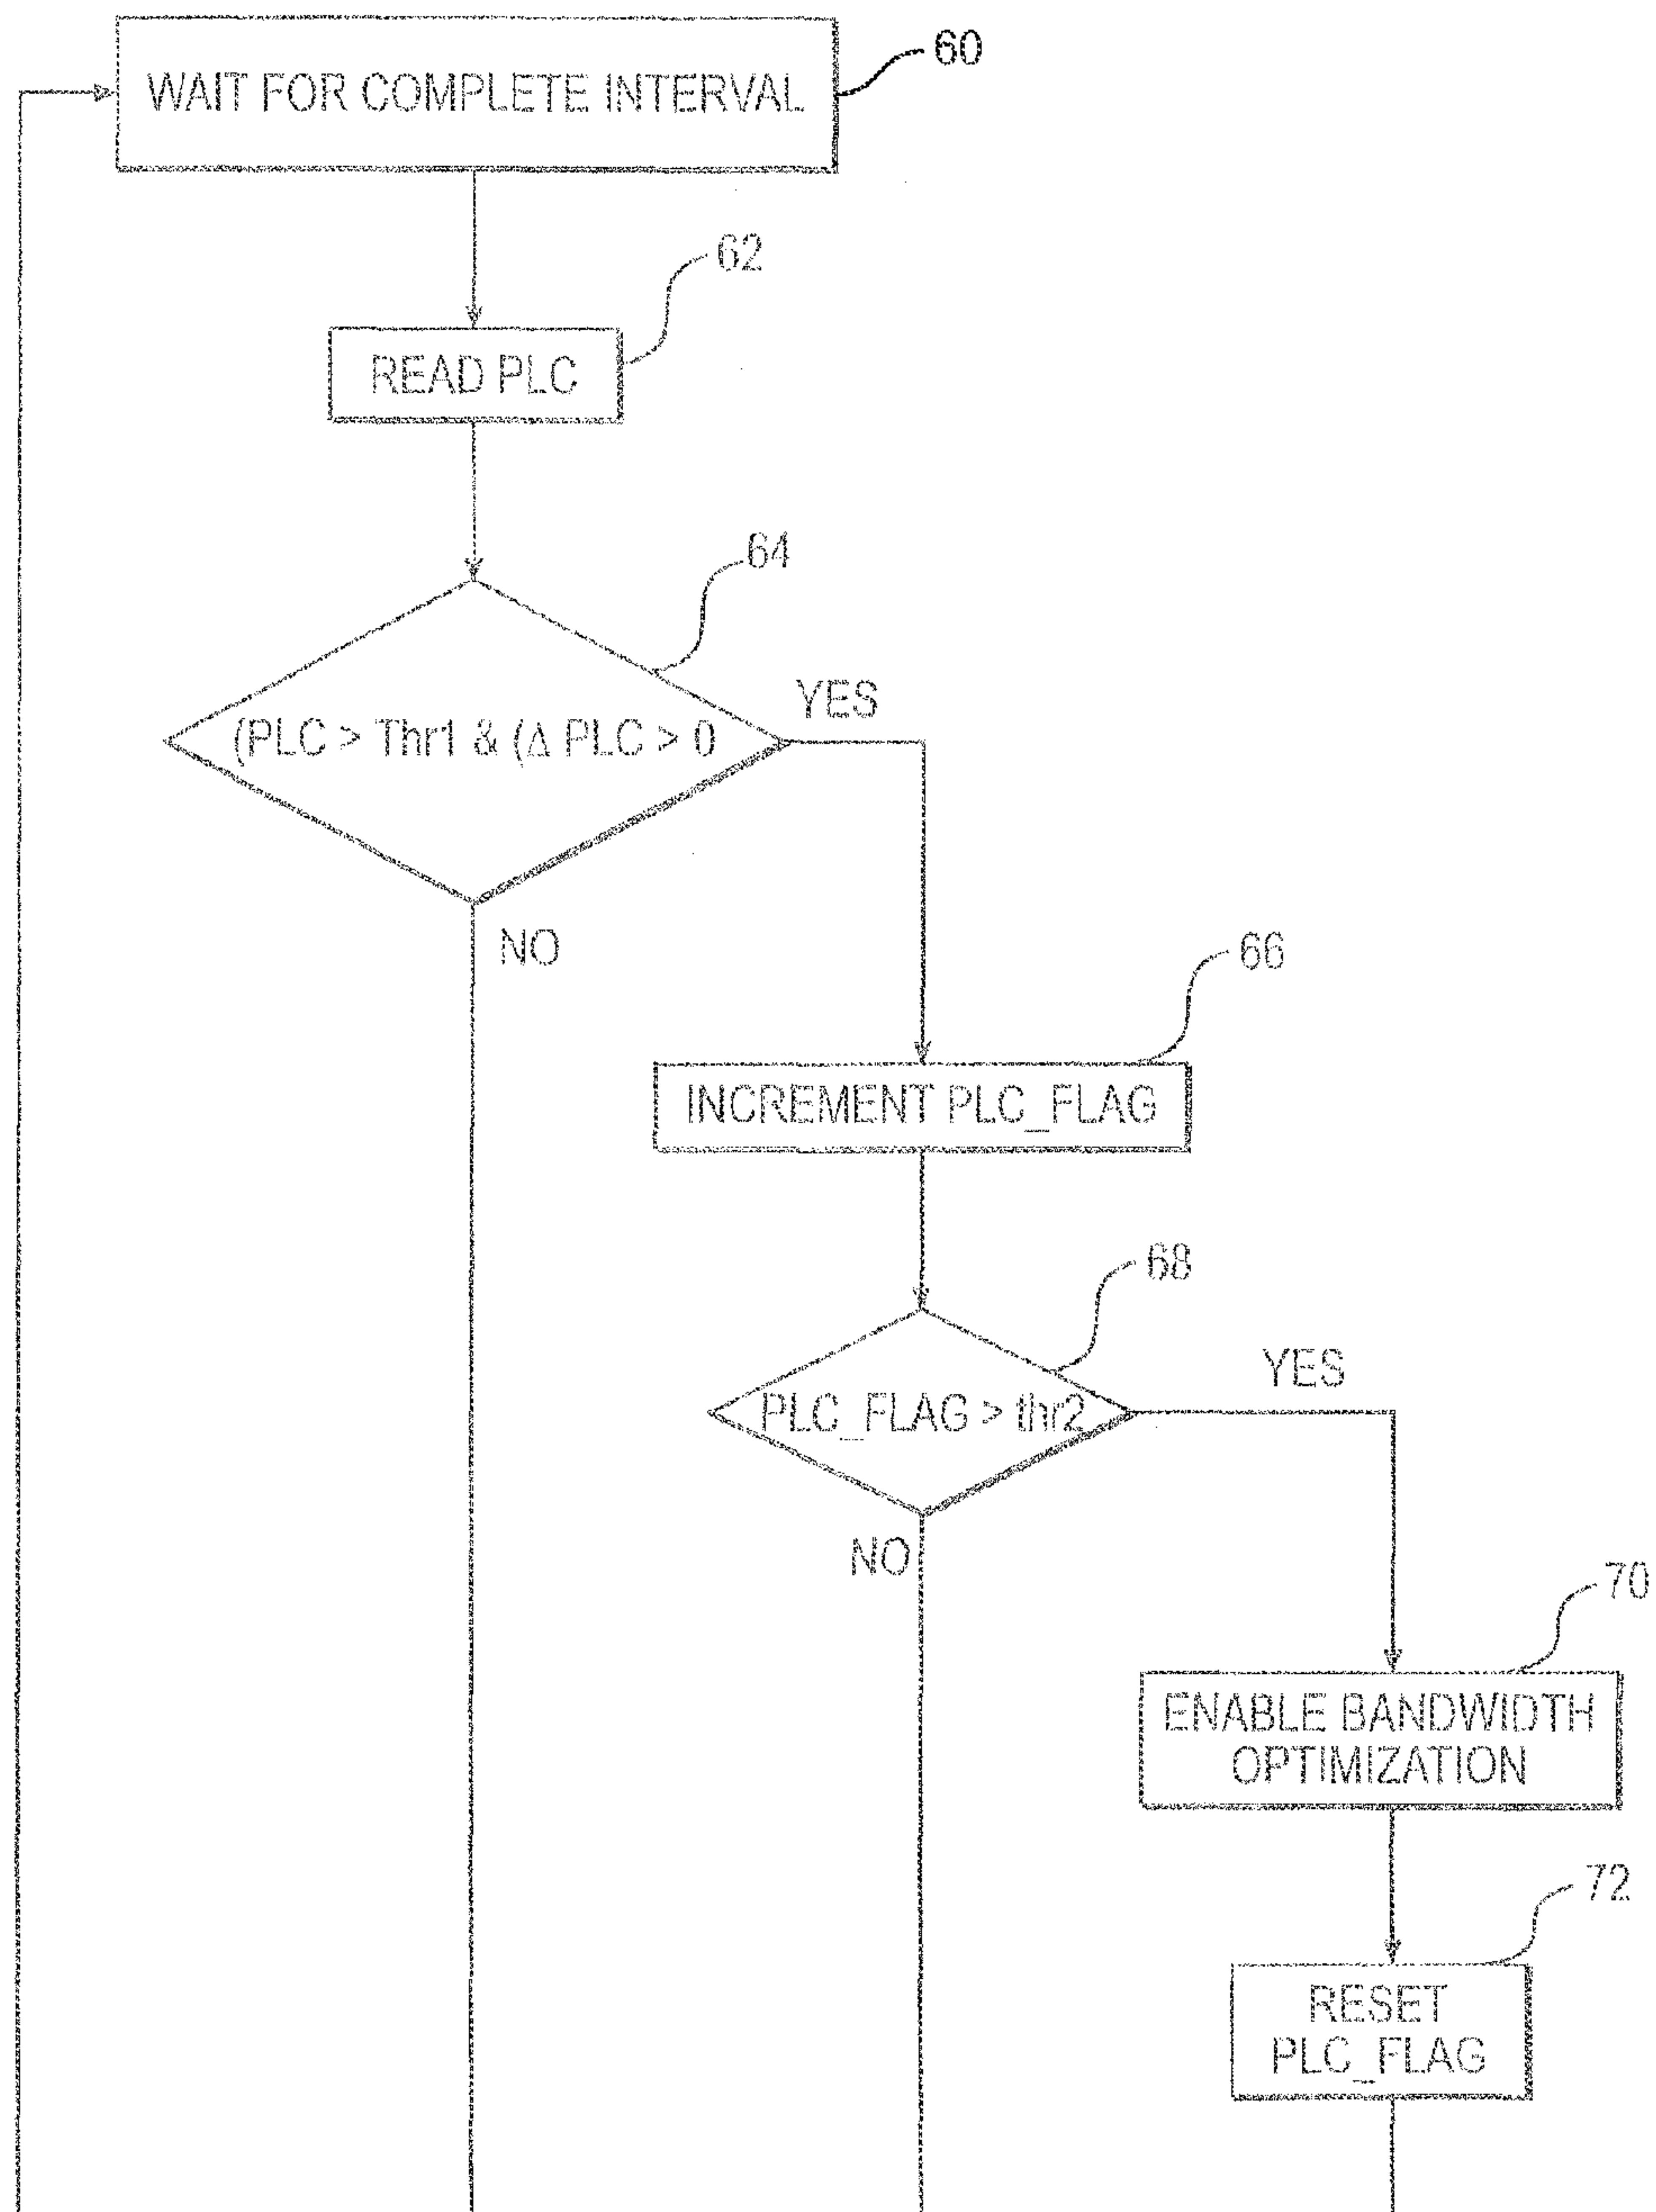 WAIT FOR COMPLETE INTERVAL
60
READ PLC
62
64
(PLC > Thr1 & (Δ PLC > 0
YES
NO
66
INCREMENT PLC_FLAG
68
PLC_FLAG > thr2
YES
NO
70
ENABLE BANDWIDTH
OPTIMIZATION
72
RESET
PLC_FLAG